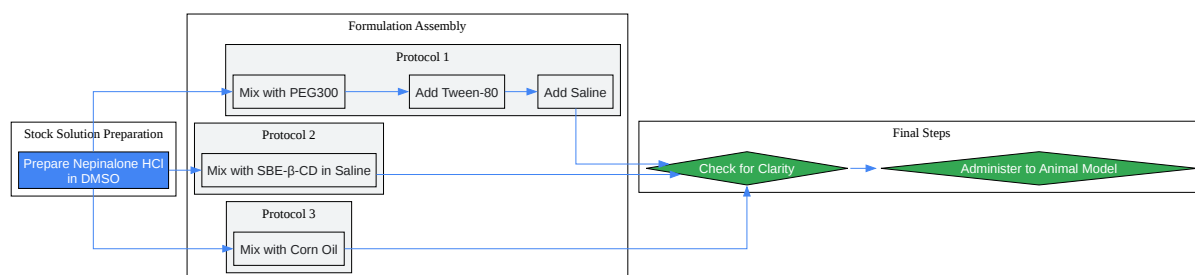 Formulation Assembly
Protocol 1
Mix with PEG300
Add Tween-80
Add Saline
Stock Solution Preparation
Prepare Nepinalone HCl
in DMSO
Protocol 2
Mix with SBE-β-CD in Saline
Protocol 3
Mix with Corn Oil
Final Steps
Check for Clarity
Administer to Animal Model